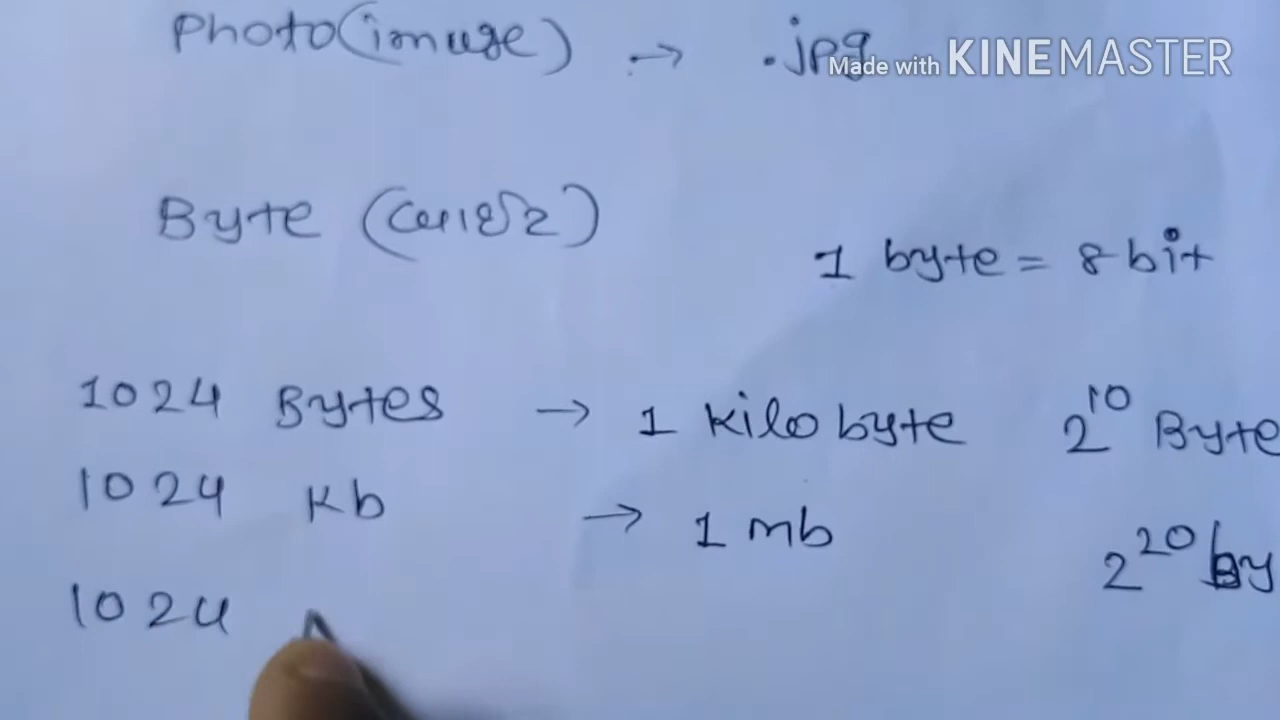 Photo(image) → .jpg
Made with KINEMASTER
Byte (બાઈટ)
1 byte = 8 bit
1024 Bytes → 1 Kilobyte 2^10 Byte
1024 Kb → 1 mb 2^20 By
1024